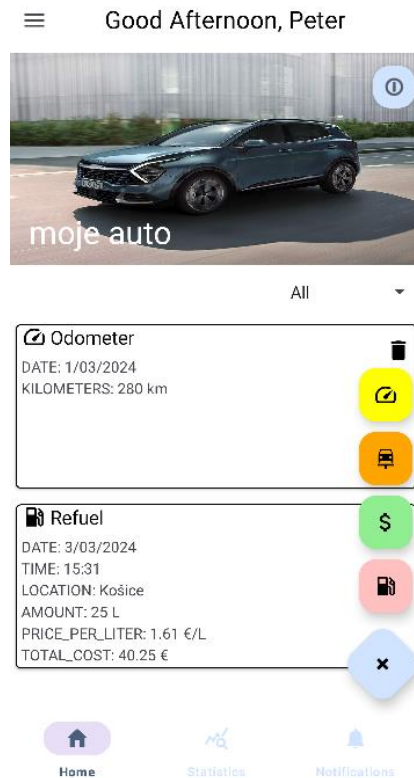 Good Afternoon, Peter
moje auto
All
Odometer
DATE: 1/03/2024
KILOMETERS: 280 km
Refuel
DATE: 3/03/2024
TIME: 15:31
LOCATION: Košice
AMOUNT: 25 L
PRICE_PER_LITER: 1.61 €/L
TOTAL_COST: 40.25 €
$
Home
Statistics
Notifications